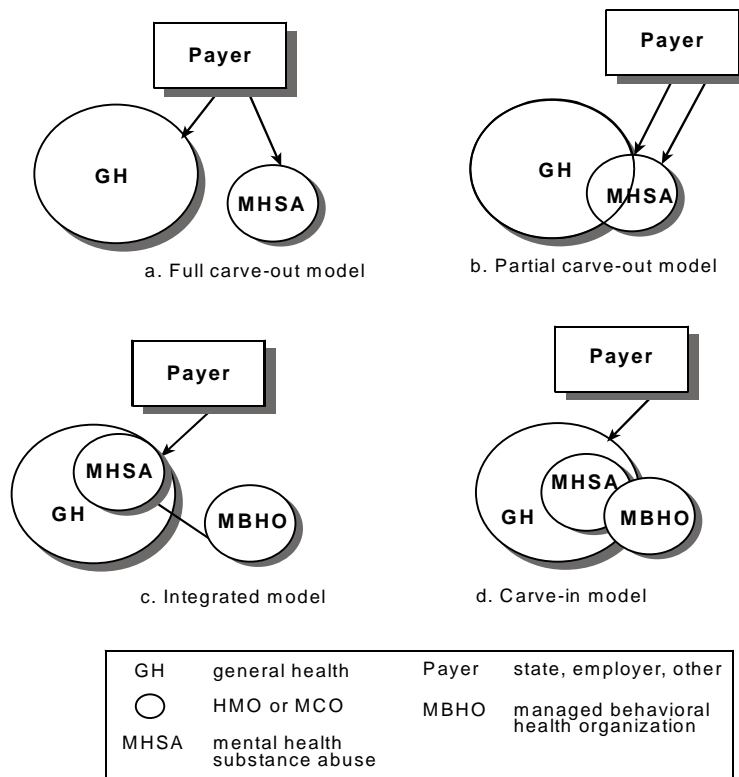 Payer
GH
MHSA
a. Full carve-out model
Payer
GH
MHSA
b. Partial carve-out model
Payer
MHSA
GH
MBHO
c. Integrated model
Payer
MHSA
GH
MBHO
d. Carve-in model
GH general health
HMO or MCO
MHSA mental health
substance abuse
Payer state, employer, other
MBHO managed behavioral
health organization